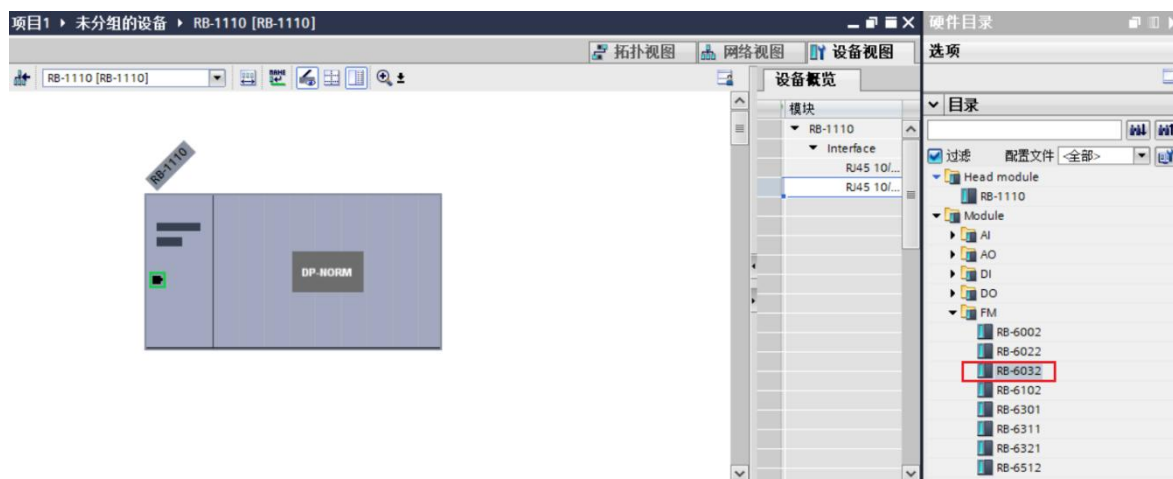 项目1 ▸ 未分组的设备 ▸ RB-1110 [RB-1110]
硬件目录
拓扑视图
网络视图
设备视图
选项
RB-1110 [RB-1110]
设备概览
目录
模块
RB-1110
Interface
RJ45 10/...
RJ45 10/...
过滤
配置文件
<全部>
Head module
RB-1110
Module
AI
AO
DI
DO
FM
RB-6002
RB-6022
RB-6032
RB-6102
RB-6301
RB-6311
RB-6321
RB-6512
RB-1110
DP-NORM